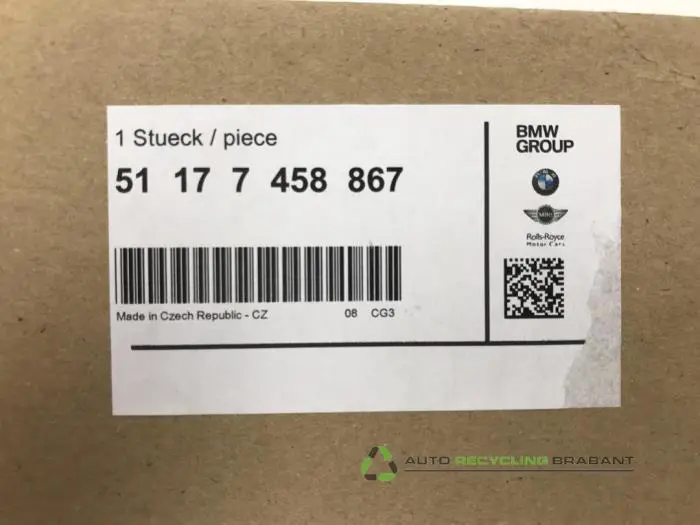 1 Stueck / piece
51 17 7 458 867
Made in Czech Republic - CZ 08 CG3
BMW
GROUP
BMW
MINI
Rolls-Royce
Motor Cars
AUTO RECYCLING BRABANT